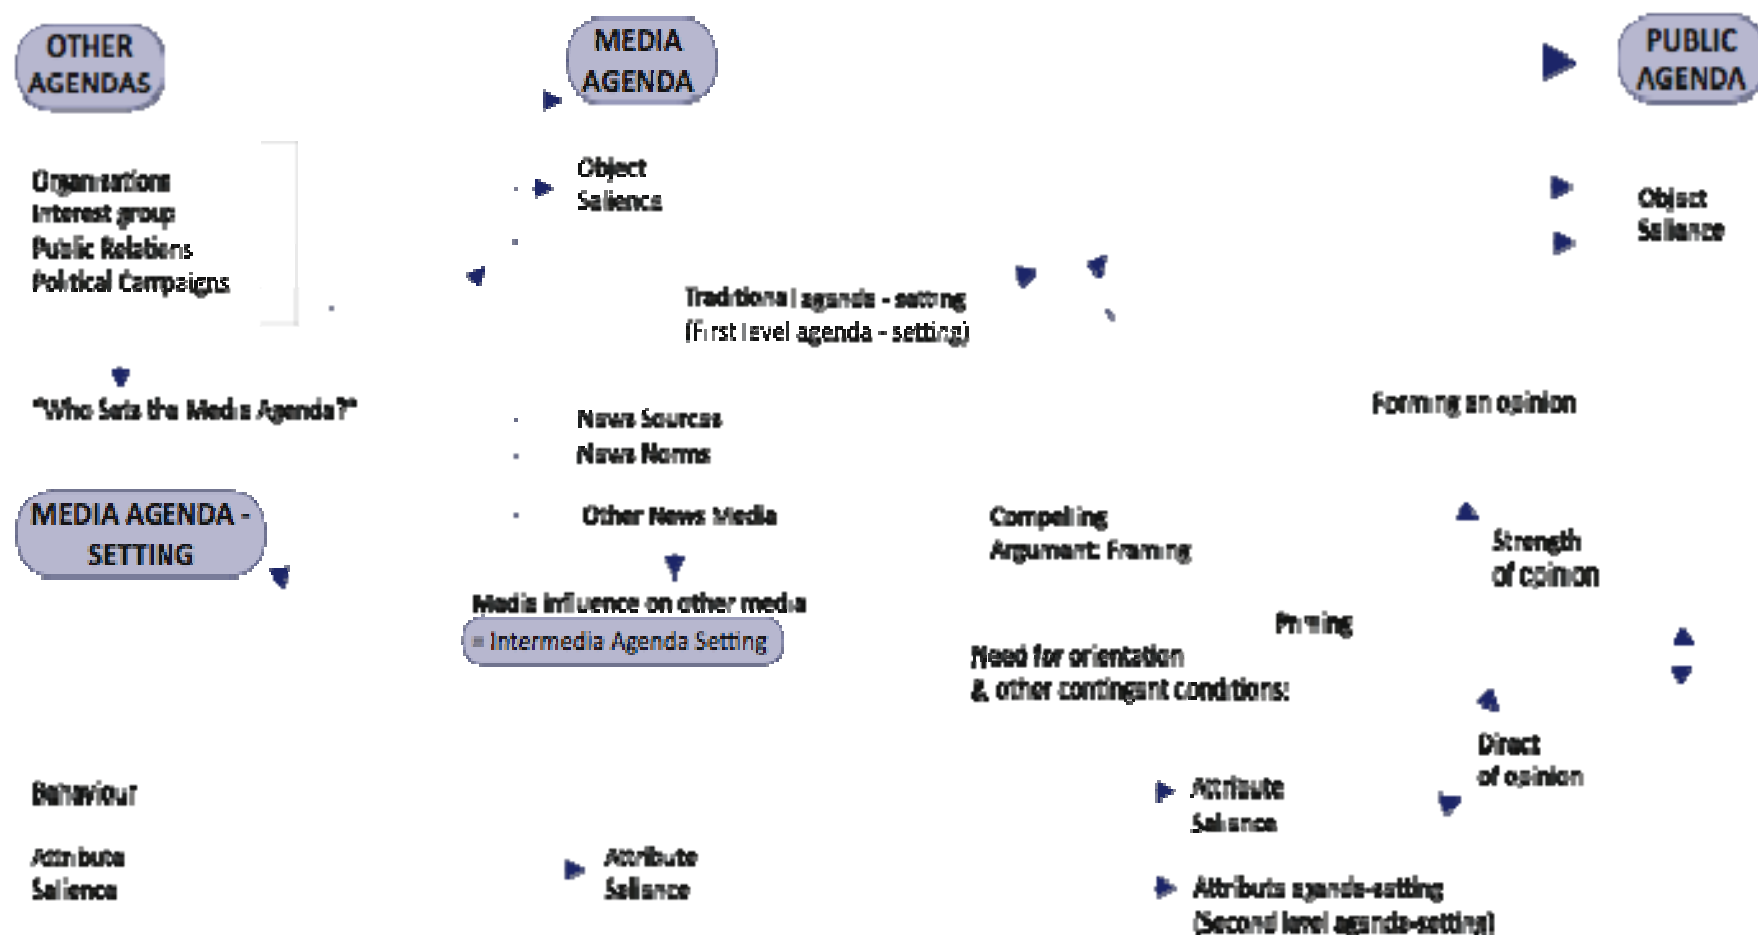 OTHER
AGENDAS
MEDIA
AGENDA
PUBLIC
AGENDA
Organisations
Interest group
Public Relations
Political Campaigns
Object
Salience
Object
Salience
Traditional agenda - setting
(First level agenda - setting)
"Who Sets the Media Agenda?"
Forming an opinion
News Sources
News Norms
Other News Media
MEDIA AGENDA -
SETTING
Compelling
Argument: Framing
Strength
of opinion
Media influence on other media
= Intermedia Agenda Setting
Priming
Need for orientation
& other contingent conditions:
Direct
of opinion
Behaviour
Attribute
Salience
Attribute
Salience
Attribute
Salience
Attribute agenda-setting
(Second level agenda-setting)